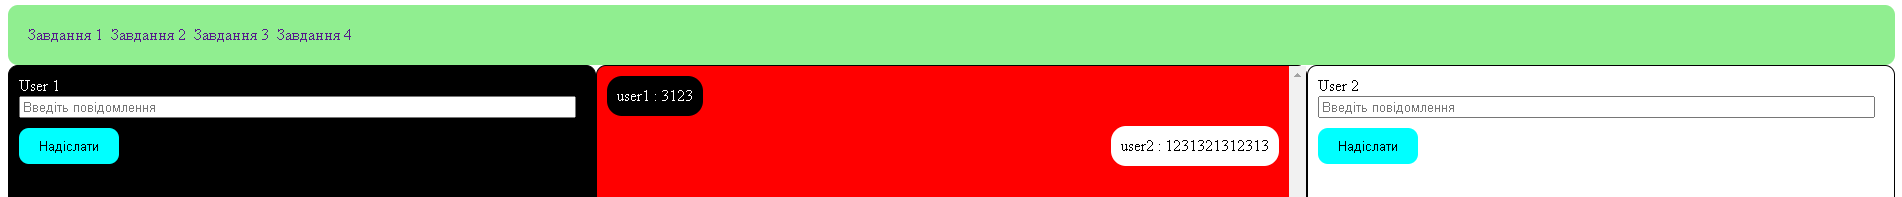 Завдання 1 Завдання 2 Завдання 3 Завдання 4
User 1
Введіть повідомлення
Надіслати
user1 : 3123
user2 : 1231321312313
User 2
Введіть повідомлення
Надіслати